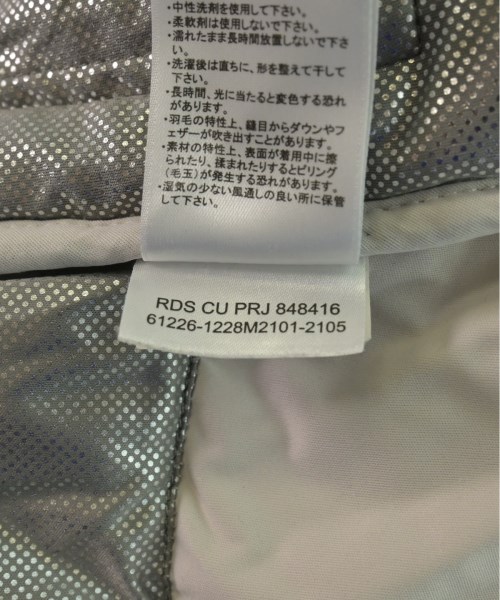 ・中性洗剤を使用して下さい。
・柔軟剤は使用しないで下さい。
・濡れたまま長時間放置しないで下さ
い。
・洗濯後は直ちに、形を整えて干して
下さい。
・長時間、光に当たると変色する恐れ
があります。
・羽毛の特性上、縫目からダウンやフ
ェザーが吹き出すことがあります。
・素材の特性上、表面が着用中に擦
られたり、揉まれたりするとピリング
(毛玉)が発生する恐れがあります。
・湿気の少ない風通しの良い所に保管
して下さい。
RDS CU PRJ 848416
61226-1228M2101-2105